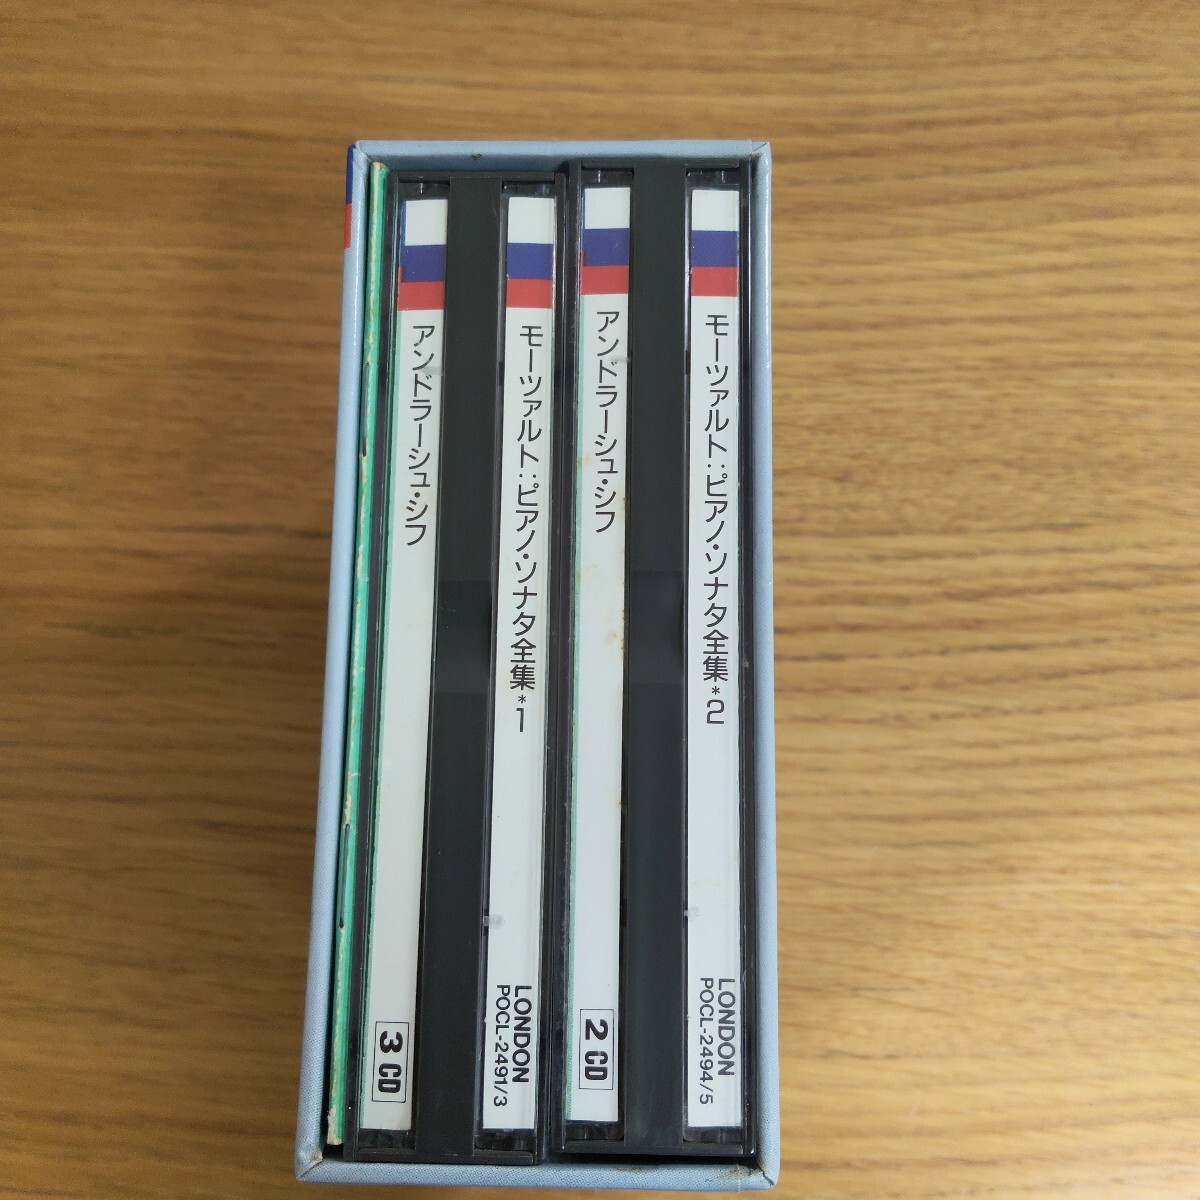 アンドラーシュ・シフ
3 CD
モーツァルト：ピアノ・ソナタ全集*1
LONDON
POCL-2491/3
アンドラーシュ・シフ
2 CD
モーツァルト：ピアノ・ソナタ全集*2
LONDON
POCL-2494/5